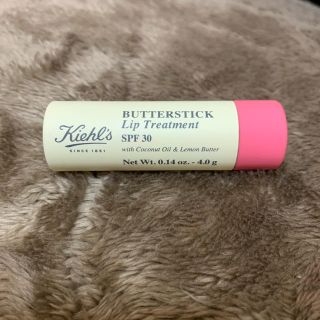 Kiehl's
SINCE 1851
BUTTERSTICK
Lip Treatment
SPF 30
with Coconut Oil & Lemon Butter
Net Wt. 0.14 oz. - 4.0 g